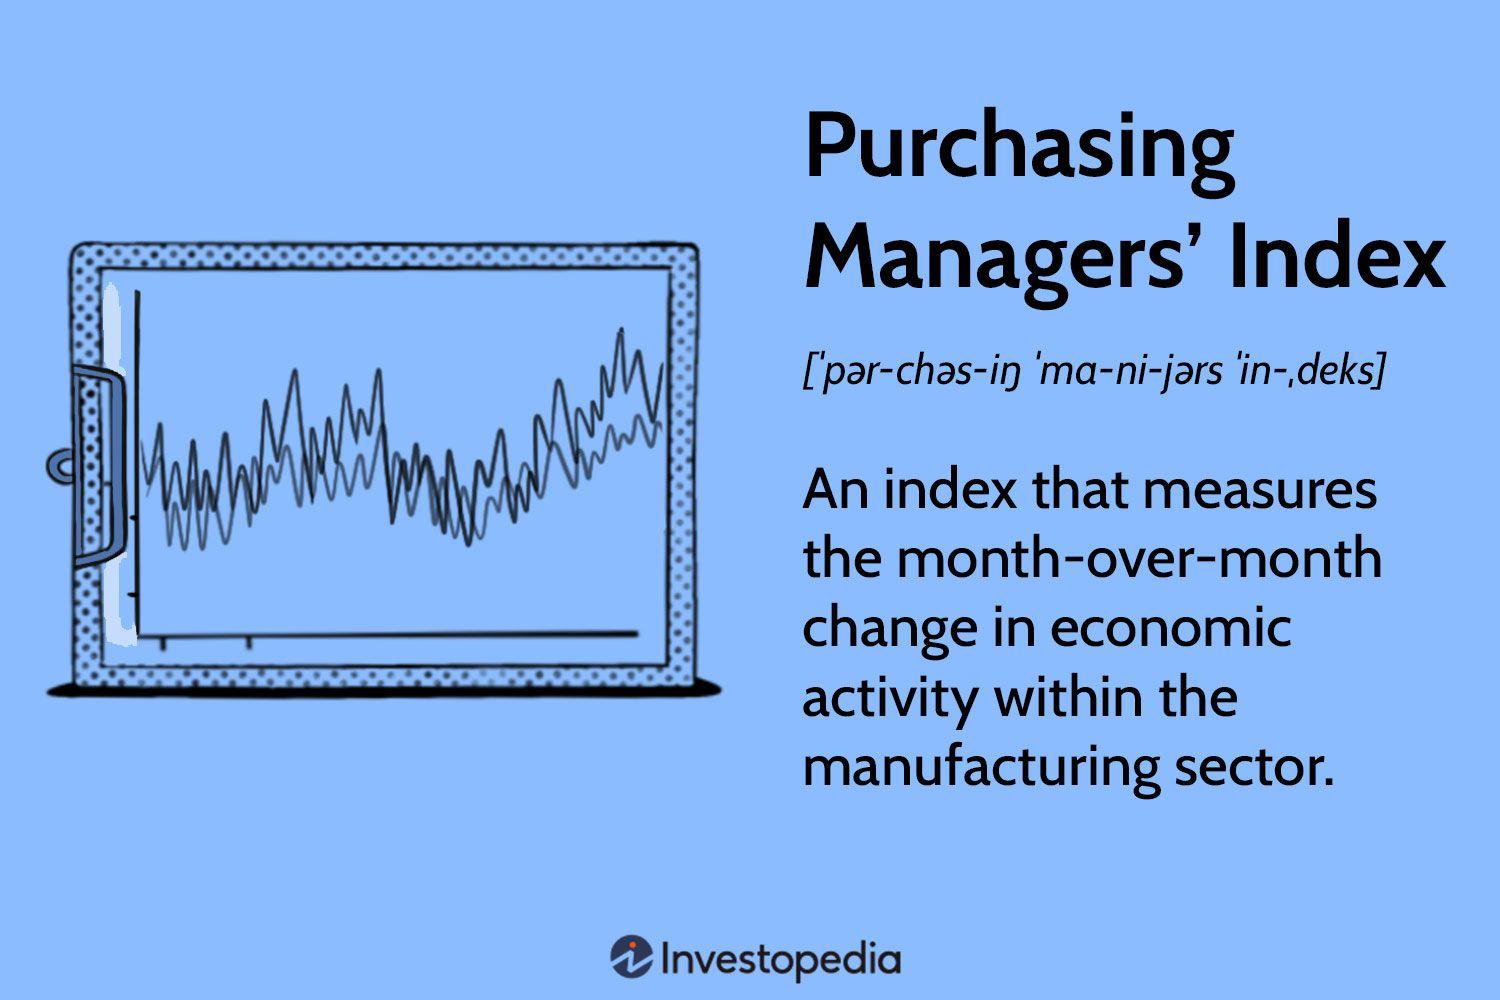 Purchasing
Managers’ Index
[ˈpər-chəs-iŋ ˈma-ni-jərs ˈin-ˌdeks]
An index that measures
the month-over-month
change in economic
activity within the
manufacturing sector.
Investopedia